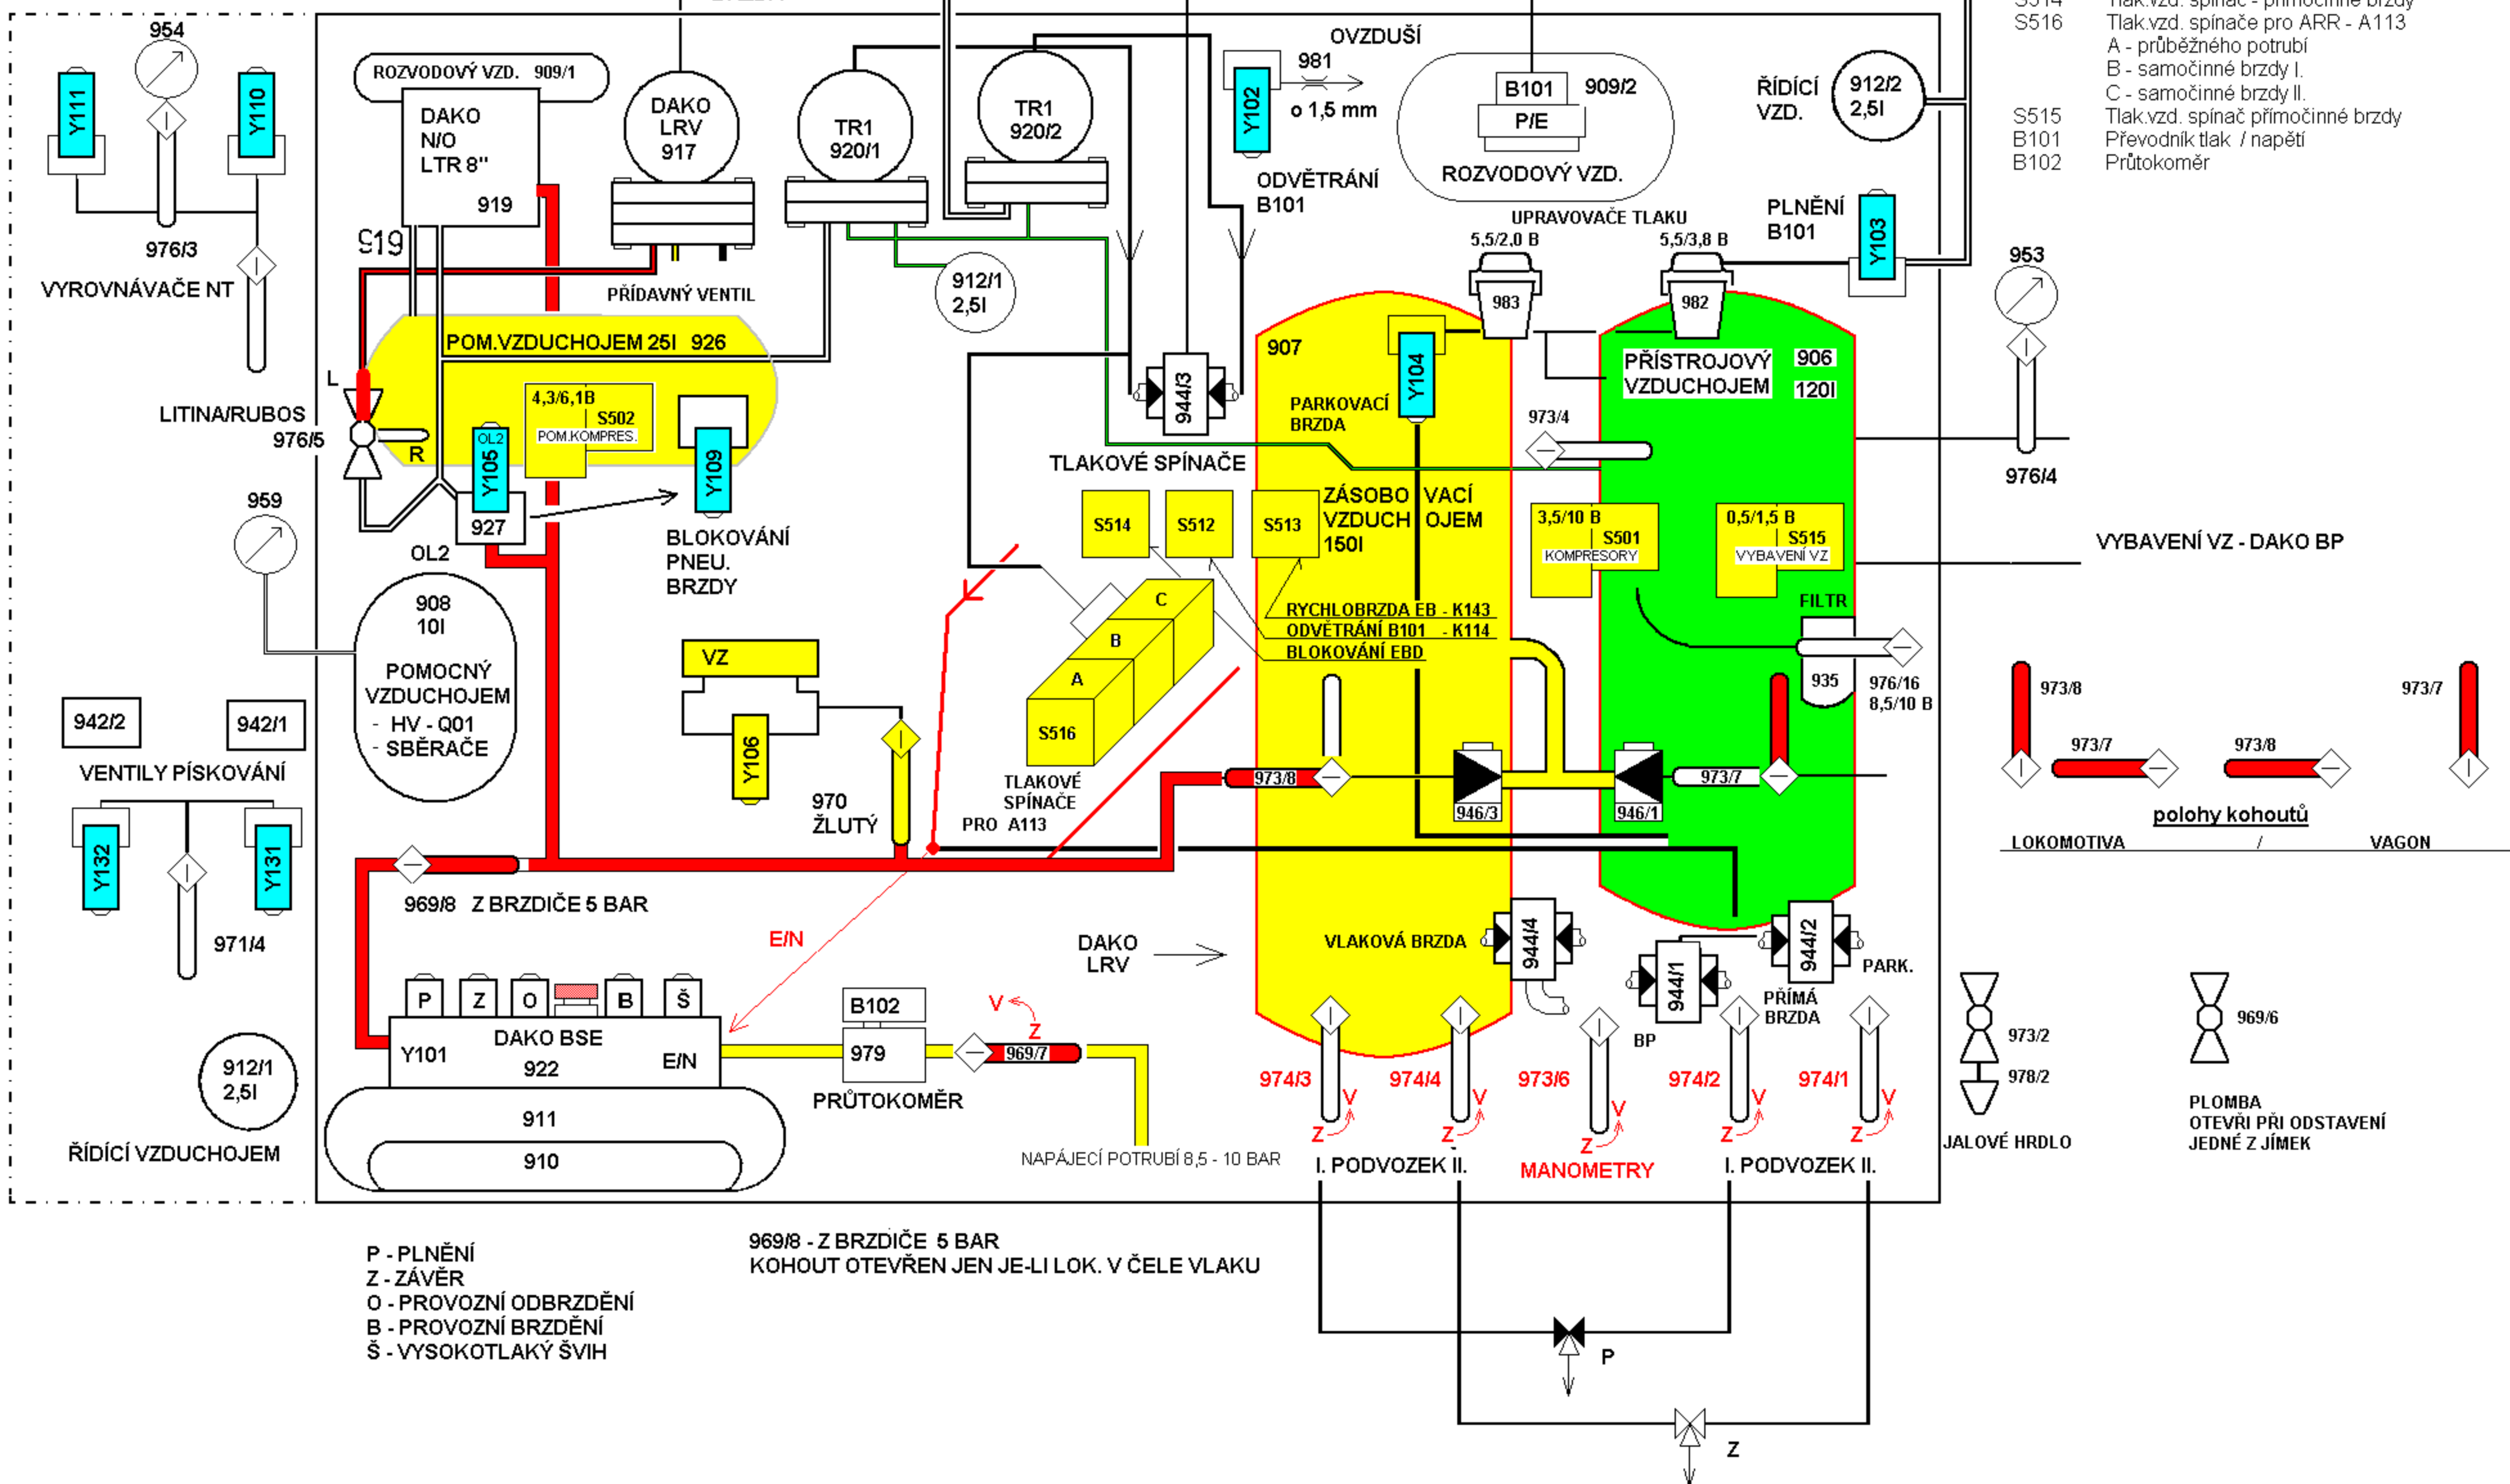 S514 Tlak.vzd. spínač - přímočinné brzdy
S516 Tlak.vzd. spínače pro ARR - A113
A - průběžného potrubí
B - samočinné brzdy I.
C - samočinné brzdy II.
S515 Tlak.vzd. spínač přímočinné brzdy
B101 Převodník tlak / napětí
B102 Průtokoměr
954
Y111
Y110
976/3
VYROVNÁVAČE NT
ROZVODOVÝ VZD. 909/1
DAKO
N/O
LTR 8"
919
919
DAKO
LRV
917
PŘÍDAVNÝ VENTIL
TR1
920/1
TR1
920/2
912/1
2,5l
OVZDUŠÍ
981
o 1,5 mm
Y102
ODVĚTRÁNÍ
B101
B101
909/2
P/E
ROZVODOVÝ VZD.
ŘÍDÍCÍ
VZD.
912/2
2,5l
UPRAVOVAČE TLAKU
5,5/2,0 B
5,5/3,8 B
983
982
PLNĚNÍ
B101
Y103
953
976/4
POM.VZDUCHOJEM 25l 926
L
LITINA/RUBOS
976/5
R
4,3/6,1B
S502
POM.KOMPRES.
OL2
Y105
927
OL2
Y109
BLOKOVÁNÍ
PNEU.
BRZDY
944/3
907
Y104
PARKOVACÍ
BRZDA
PŘÍSTROJOVÝ 906
VZDUCHOJEM 120l
973/4
TLAKOVÉ SPÍNAČE
S514
S512
S513
ZÁSOBO VACÍ
VZDUCH OJEM
150l
3,5/10 B
S501
KOMPRESORY
0,5/1,5 B
S515
VYBAVENÍ VZ
VYBAVENÍ VZ - DAKO BP
FILTR
935
976/16
8,5/10 B
RYCHLOBRZDA EB - K143
ODVĚTRÁNÍ B101 - K114
BLOKOVÁNÍ EBD
C
B
A
S516
TLAKOVÉ
SPÍNAČE
PRO A113
959
908
10l
POMOCNÝ
VZDUCHOJEM
- HV - Q01
- SBĚRAČE
VZ
Y106
970
ŽLUTÝ
942/2
942/1
VENTILY PÍSKOVÁNÍ
Y132
Y131
971/4
973/8
946/3
946/1
973/7
973/8
973/7
973/7
973/8
polohy kohoutů
LOKOMOTIVA / VAGON
969/8 Z BRZDIČE 5 BAR
E/N
DAKO
LRV
VLAKOVÁ BRZDA
944/4
944/1
944/2
PARK.
BP
PŘÍMÁ
BRZDA
P
Z
O
B
Š
DAKO BSE
Y101
922
E/N
911
910
912/1
2,5l
ŘÍDÍCÍ VZDUCHOJEM
B102
979
PRŮTOKOMĚR
V
Z
969/7
NAPÁJECÍ POTRUBÍ 8,5 - 10 BAR
974/3
V
Z
974/4
V
Z
973/6
V
Z
974/2
V
Z
974/1
V
Z
I. PODVOZEK II.
MANOMETRY
I. PODVOZEK II.
973/2
978/2
JALOVÉ HRDLO
969/6
PLOMBA
OTEVŘI PŘI ODSTAVENÍ
JEDNÉ Z JÍMEK
P - PLNĚNÍ
Z - ZÁVĚR
O - PROVOZNÍ ODBRZDĚNÍ
B - PROVOZNÍ BRZDĚNÍ
Š - VYSOKOTLAKÝ ŠVIH
969/8 - Z BRZDIČE 5 BAR
KOHOUT OTEVŘEN JEN JE-LI LOK. V ČELE VLAKU
P
Z